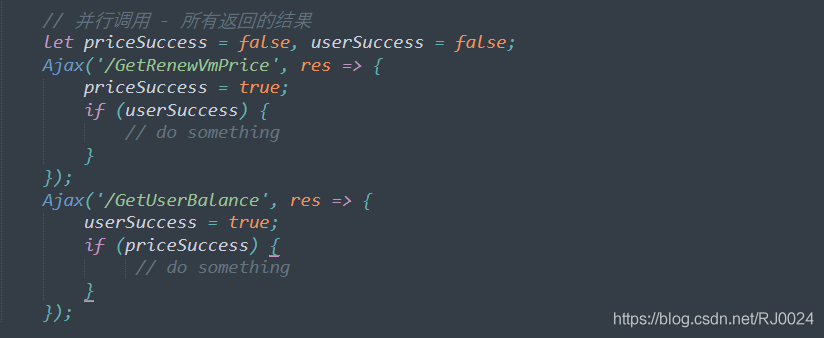 // 并行调用 - 所有返回的结果
let priceSuccess = false, userSuccess = false;
Ajax('/GetRenewVmPrice', res => {
priceSuccess = true;
if (userSuccess) {
// do something
}
});
Ajax('/GetUserBalance', res => {
userSuccess = true;
if (priceSuccess) {
// do something
}
});
https://blog.csdn.net/RJ0024